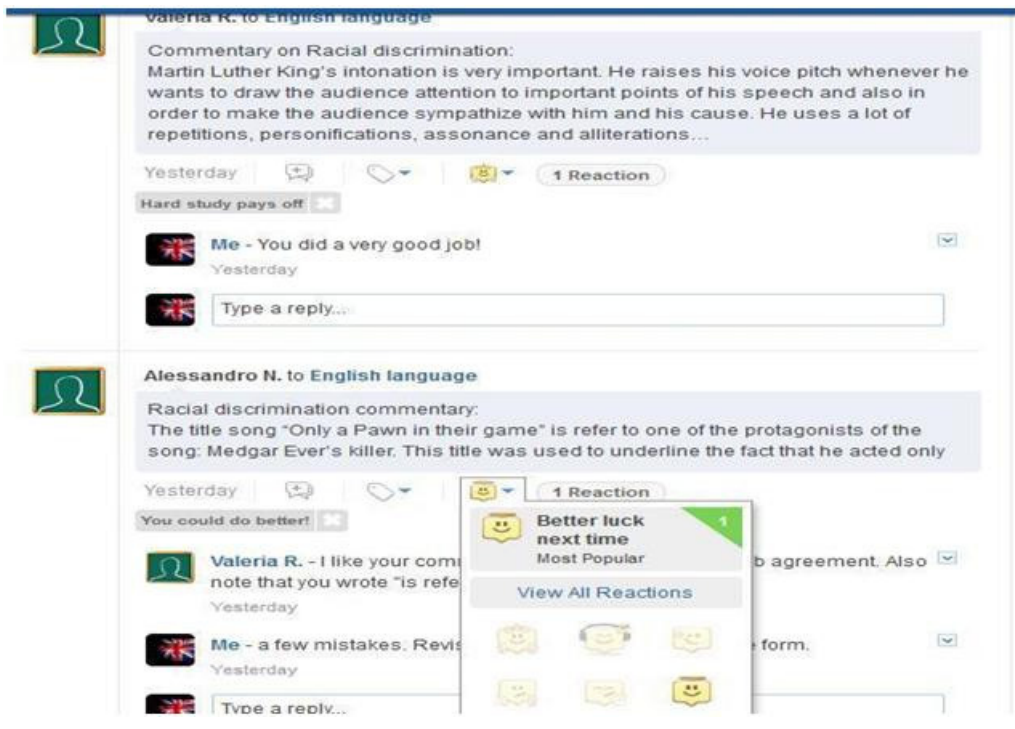 Valeria R. to English language
Commentary on Racial discrimination:
Martin Luther King's intonation is very important. He raises his voice pitch whenever he
wants to draw the audience attention to important points of his speech and also in
order to make the audience sympathize with him and his cause. He uses a lot of
repetitions, personifications, assonance and alliterations...
Yesterday 1 Reaction
Hard study pays off
Me - You did a very good job!
Yesterday
Type a reply...
Alessandro N. to English language
Racial discrimination commentary:
The title song "Only a Pawn in their game" is refer to one of the protagonists of the
song: Medgar Ever's killer. This title was used to underline the fact that he acted only
Yesterday 1 Reaction
You could do better!
Better luck 1
next time
Most Popular
View All Reactions
Valeria R. - I like your com b agreement. Also
note that you wrote "is refe
Yesterday
Me - a few mistakes. Revis form.
Yesterday
Type a reply...